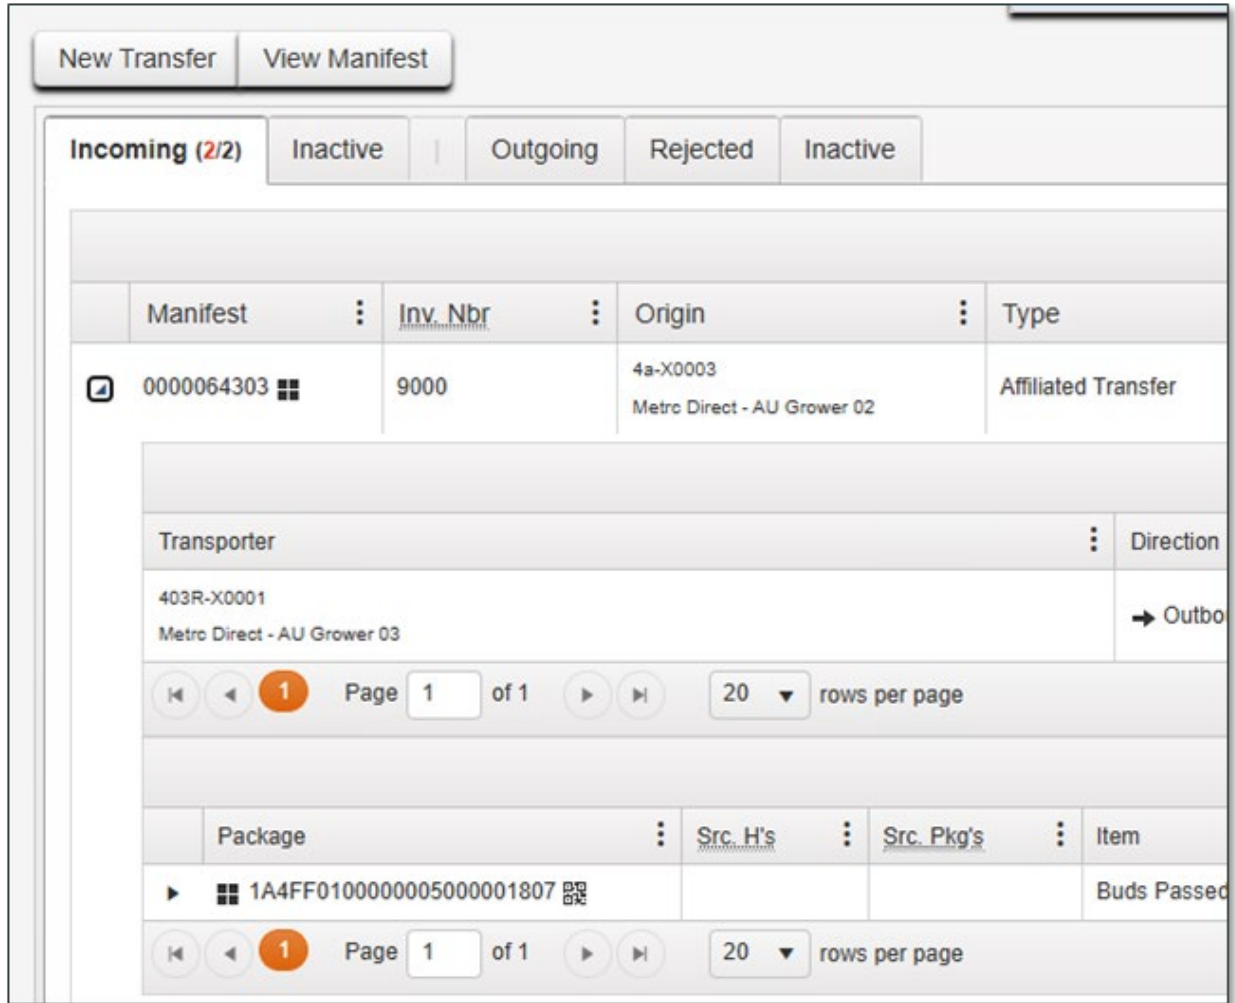 New Transfer View Manifest
Incoming (2/2) Inactive | Outgoing Rejected Inactive
Manifest Inv. Nbr Origin Type
0000064303 9000 4a-X0003 Affiliated Transfer
Metrc Direct - AU Grower 02
Transporter Direction
403R-X0001
Metrc Direct - AU Grower 03 Outbo
1 Page 1 of 1 20 rows per page
Package Src. H's Src. Pkg's Item
1A4FF0100000005000001807 Buds Passed
1 Page 1 of 1 20 rows per page